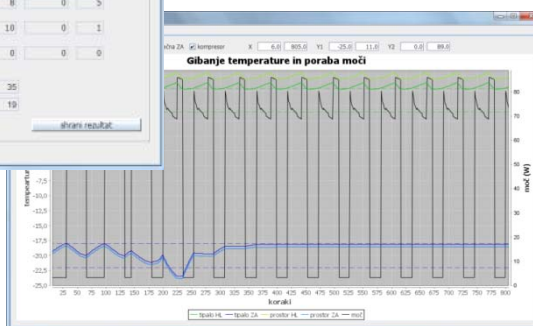 8 0 5
10 0 1
0 0 0
35
19
shrani rezultat
čna ZA kompresor X 6,0 805,0 Y1 -25,0 11,0 Y2 0,0 89,0
Gibanje temperature in poraba moči
80
70
60
50
40
30
20
10
0
moč (W)
-7,5
-10,0
-12,5
-15,0
-17,5
-20,0
-22,5
-25,0
25 50 75 100 125 150 175 200 225 250 275 300 325 350 375 400 425 450 475 500 525 550 575 600 625 650 675 700 725 750 775 800
koraki
tipalo HL tipalo ZA prostor HL prostor ZA moč